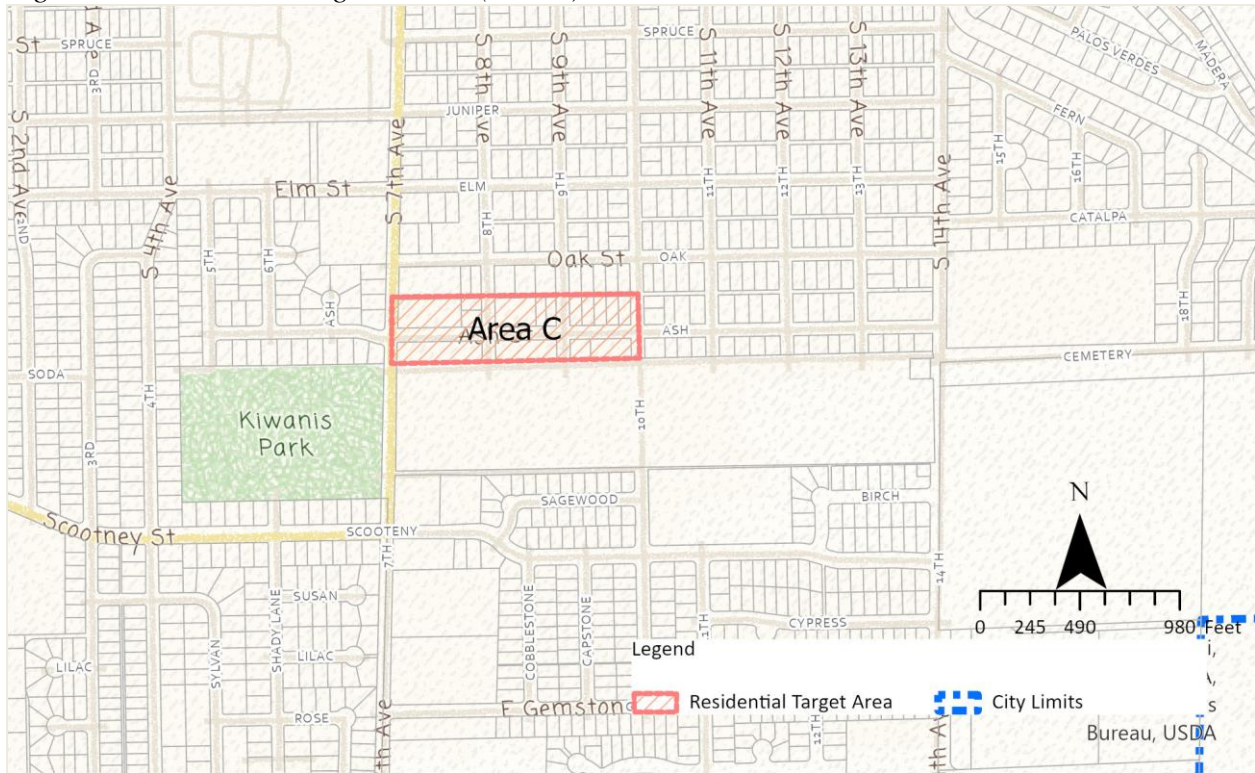 St
SPRUCE
3RD
S 2nd Ave
2ND
S 4th Ave
5TH
6TH
Elm St
ASH
SODA
4TH
3RD
Kiwanis
Park
S 7th Ave
JUNIPER
ELM
S 8th Ave
8TH
S 9th Ave
9TH
SPRUCE
S 11th Ave
11TH
S 12th Ave
12TH
S 13th Ave
13TH
Oak St
OAK
Area C
ASH
10TH
S 14th Ave
PALOS VERDES
MADERA
FERN
15TH
16TH
CATALPA
18TH
CEMETERY
Scootney St
SCOOTENY
7TH
SAGEWOOD
BIRCH
14TH
CYPRESS
COBBLESTONE
CAPSTONE
SUSAN
SHADY LANE
LILAC
SYLVAN
LILAC
ROSE
12TH
N
0 245 490 980 Feet
Legend
Residential Target Area
City Limits
Bureau, USDA